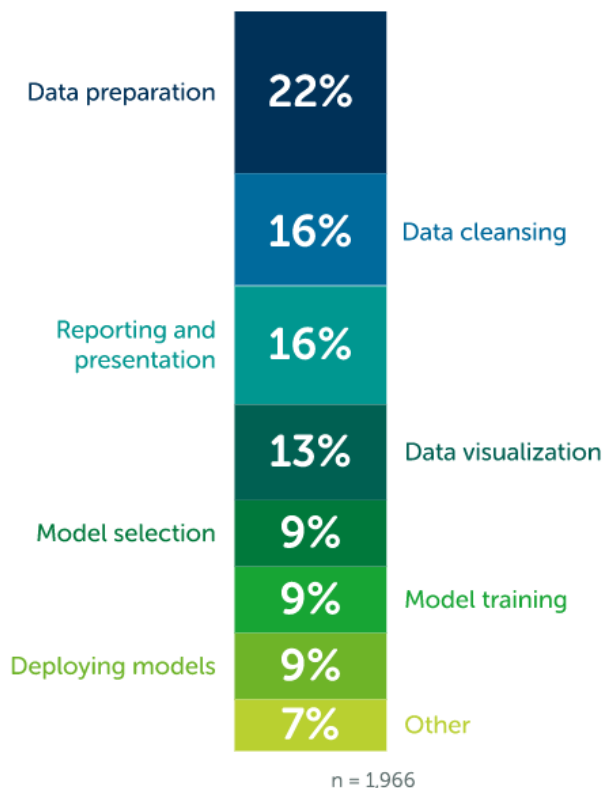 Data preparation
22%
16%
Data cleansing
Reporting and
presentation
16%
13%
Data visualization
Model selection
9%
9%
Model training
Deploying models
9%
7%
Other
n = 1,966